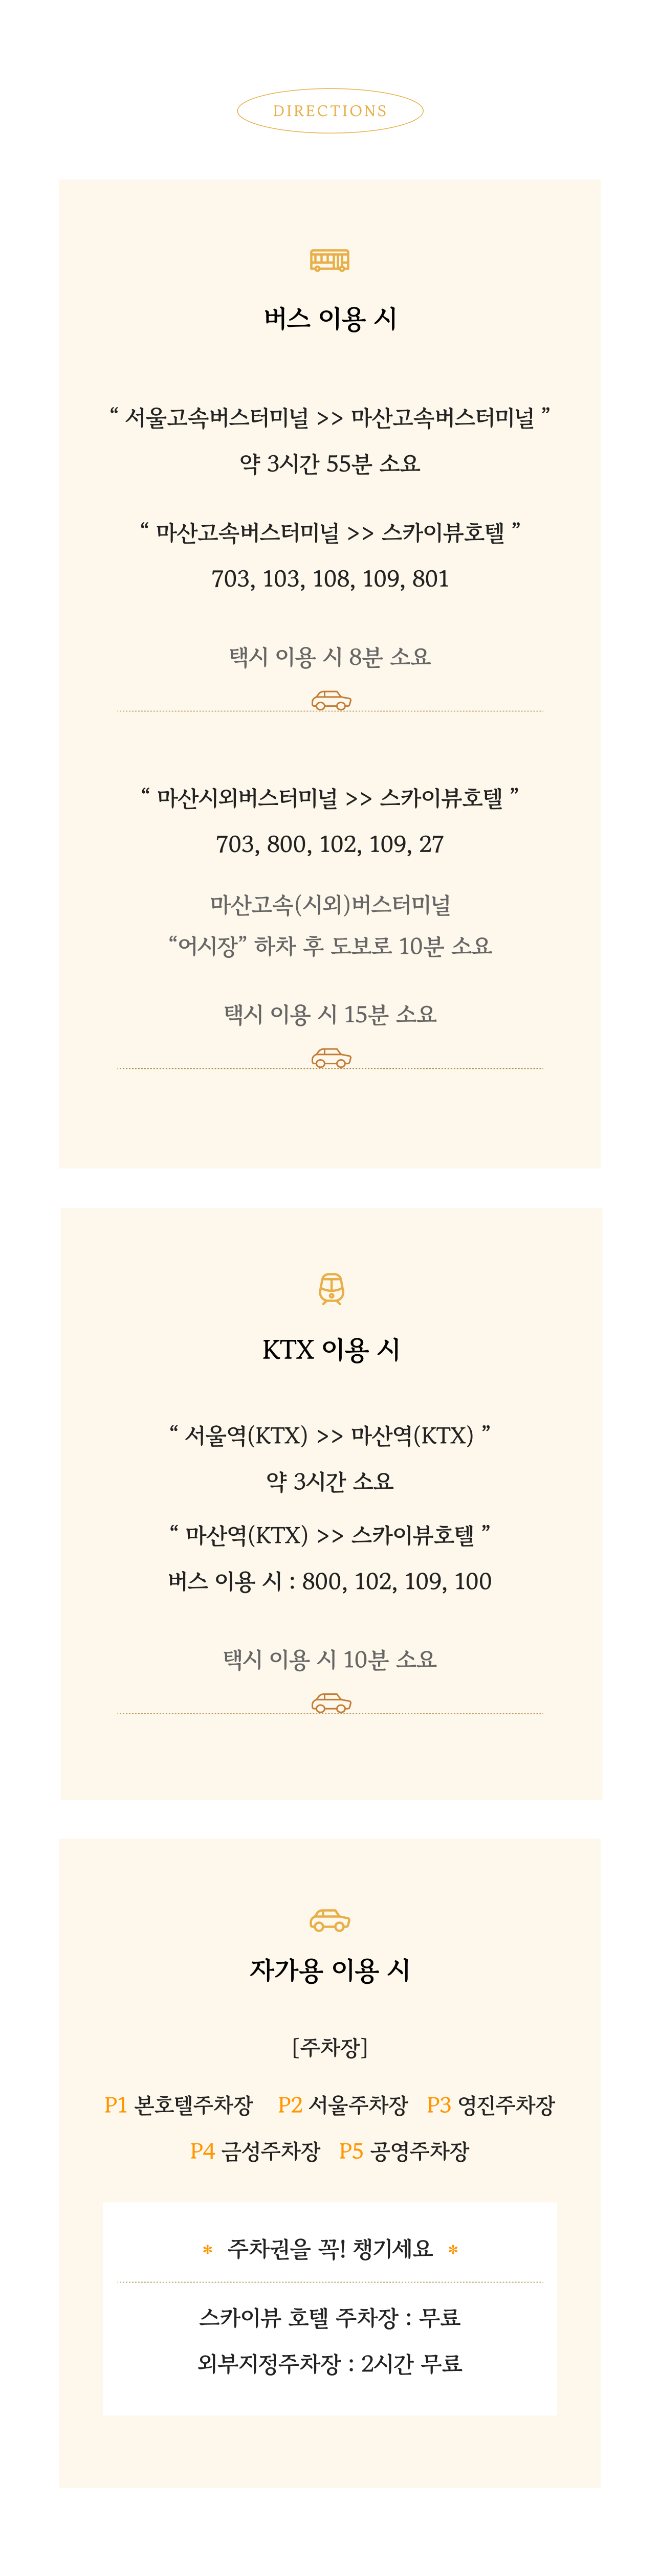 DIRECTIONS
버스 이용 시
“ 서울고속버스터미널 >> 마산고속버스터미널 ”
약 3시간 55분 소요
“ 마산고속버스터미널 >> 스카이뷰호텔 ”
703, 103, 108, 109, 801
택시 이용 시 8분 소요
“ 마산시외버스터미널 >> 스카이뷰호텔 ”
703, 800, 102, 109, 27
마산고속(시외)버스터미널
“어시장” 하차 후 도보로 10분 소요
택시 이용 시 15분 소요
KTX 이용 시
“ 서울역(KTX) >> 마산역(KTX) ”
약 3시간 소요
“ 마산역(KTX) >> 스카이뷰호텔 ”
버스 이용 시 : 800, 102, 109, 100
택시 이용 시 10분 소요
자가용 이용 시
[주차장]
P1 본호텔주차장 P2 서울주차장 P3 영진주차장
P4 금성주차장 P5 공영주차장
* 주차권을 꼭! 챙기세요 *
스카이뷰 호텔 주차장 : 무료
외부지정주차장 : 2시간 무료